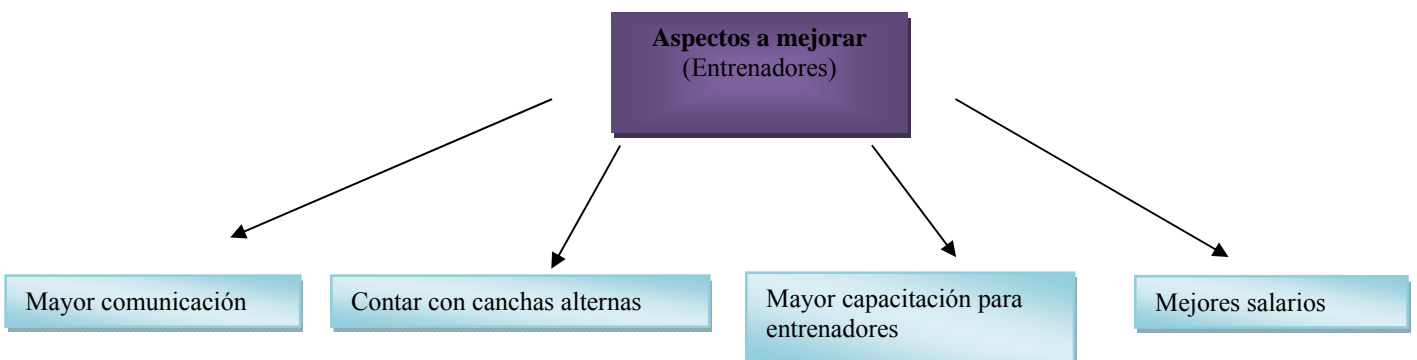 Aspectos a mejorar
(Entrenadores)
Mayor comunicación
Contar con canchas alternas
Mayor capacitación para
entrenadores
Mejores salarios